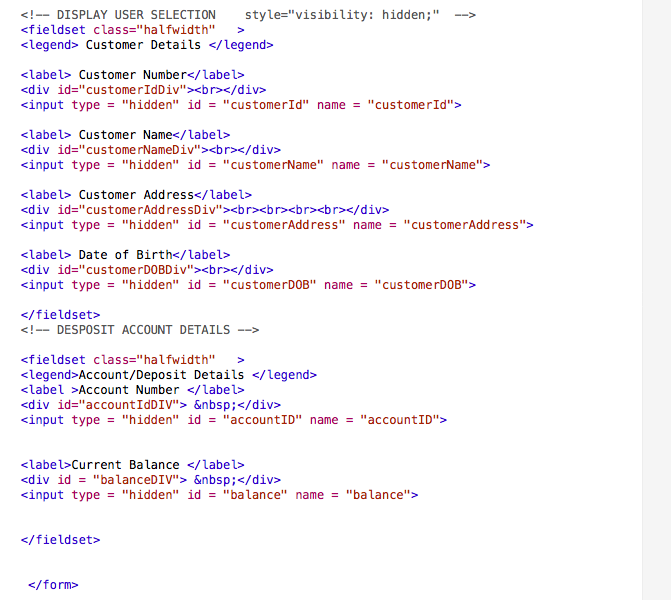 <!-- DISPLAY USER SELECTION    style="visibility: hidden;"  -->
<fieldset class="halfwidth"   >
<legend> Customer Details </legend>
<label> Customer Number</label>
<div id="customerIdDiv"><br></div>
<input type = "hidden" id = "customerId" name = "customerId">
<label> Customer Name</label>
<div id="customerNameDiv"><br></div>
<input type = "hidden" id = "customerName" name = "customerName">
<label> Customer Address</label>
<div id="customerAddressDiv"><br><br><br><br></div>
<input type = "hidden" id = "customerAddress" name = "customerAddress">
<label> Date of Birth</label>
<div id="customerDOBDiv"><br></div>
<input type = "hidden" id = "customerDOB" name = "customerDOB">
</fieldset>
<!-- DESPOSIT ACCOUNT DETAILS -->
<fieldset class="halfwidth"   >
<legend>Account/Deposit Details </legend>
<label >Account Number </label>
<div id="accountIdDIV"> &nbsp;</div>
<input type = "hidden" id = "accountID" name = "accountID">
<label>Current Balance </label>
<div id = "balanceDIV"> &nbsp;</div>
<input type = "hidden" id = "balance" name = "balance">
</fieldset>
</form>